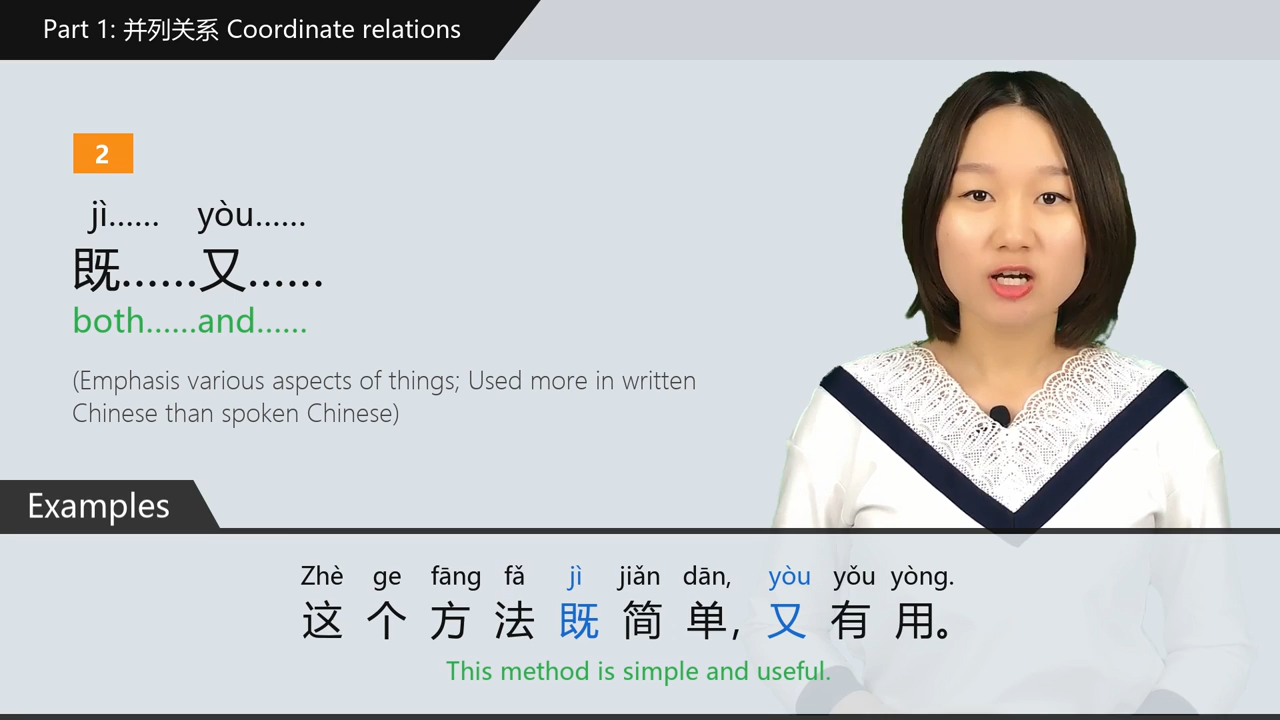 Part 1: 并列关系 Coordinate relations
2
jì...... yòu......
既......又......
both......and......
(Emphasis various aspects of things; Used more in written
Chinese than spoken Chinese)
Examples
Zhè ge fāng fǎ jì jiǎn dān, yòu yǒu yòng.
这个方法既简单,又有用。
This method is simple and useful.